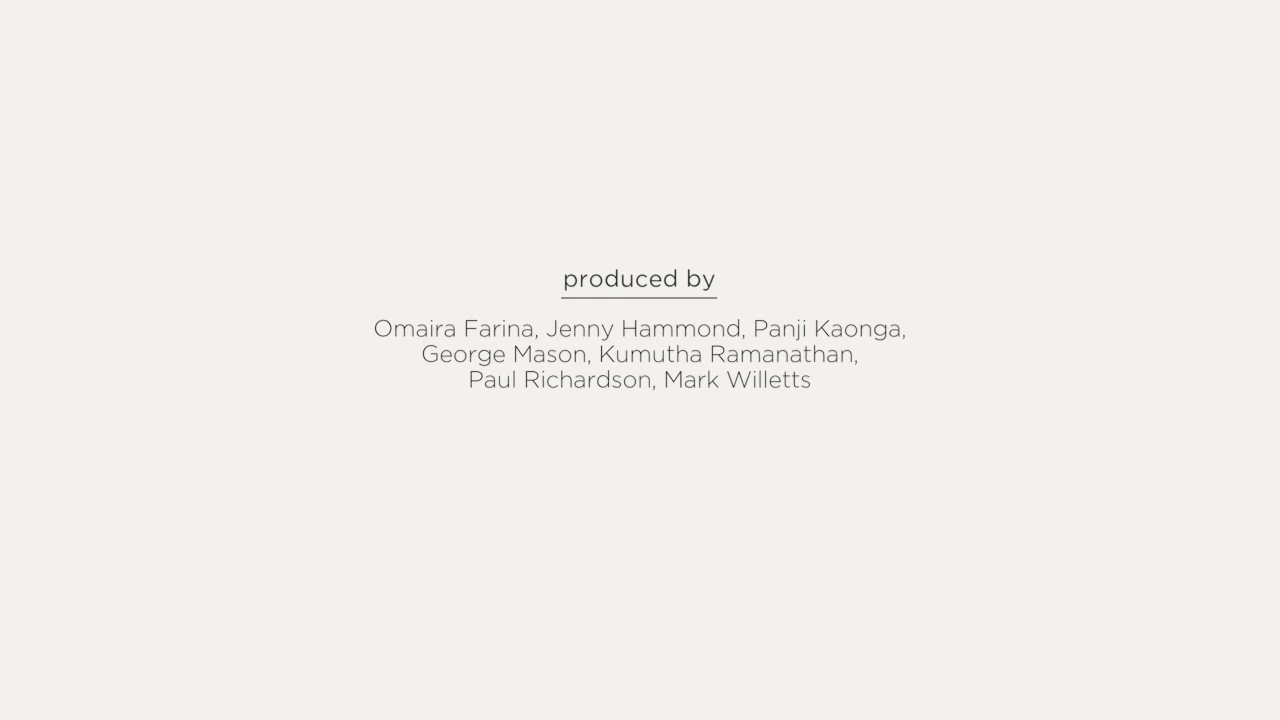 produced by
Omaira Farina, Jenny Hammond, Panji Kaonga,
George Mason, Kumutha Ramanathan,
Paul Richardson, Mark Willetts